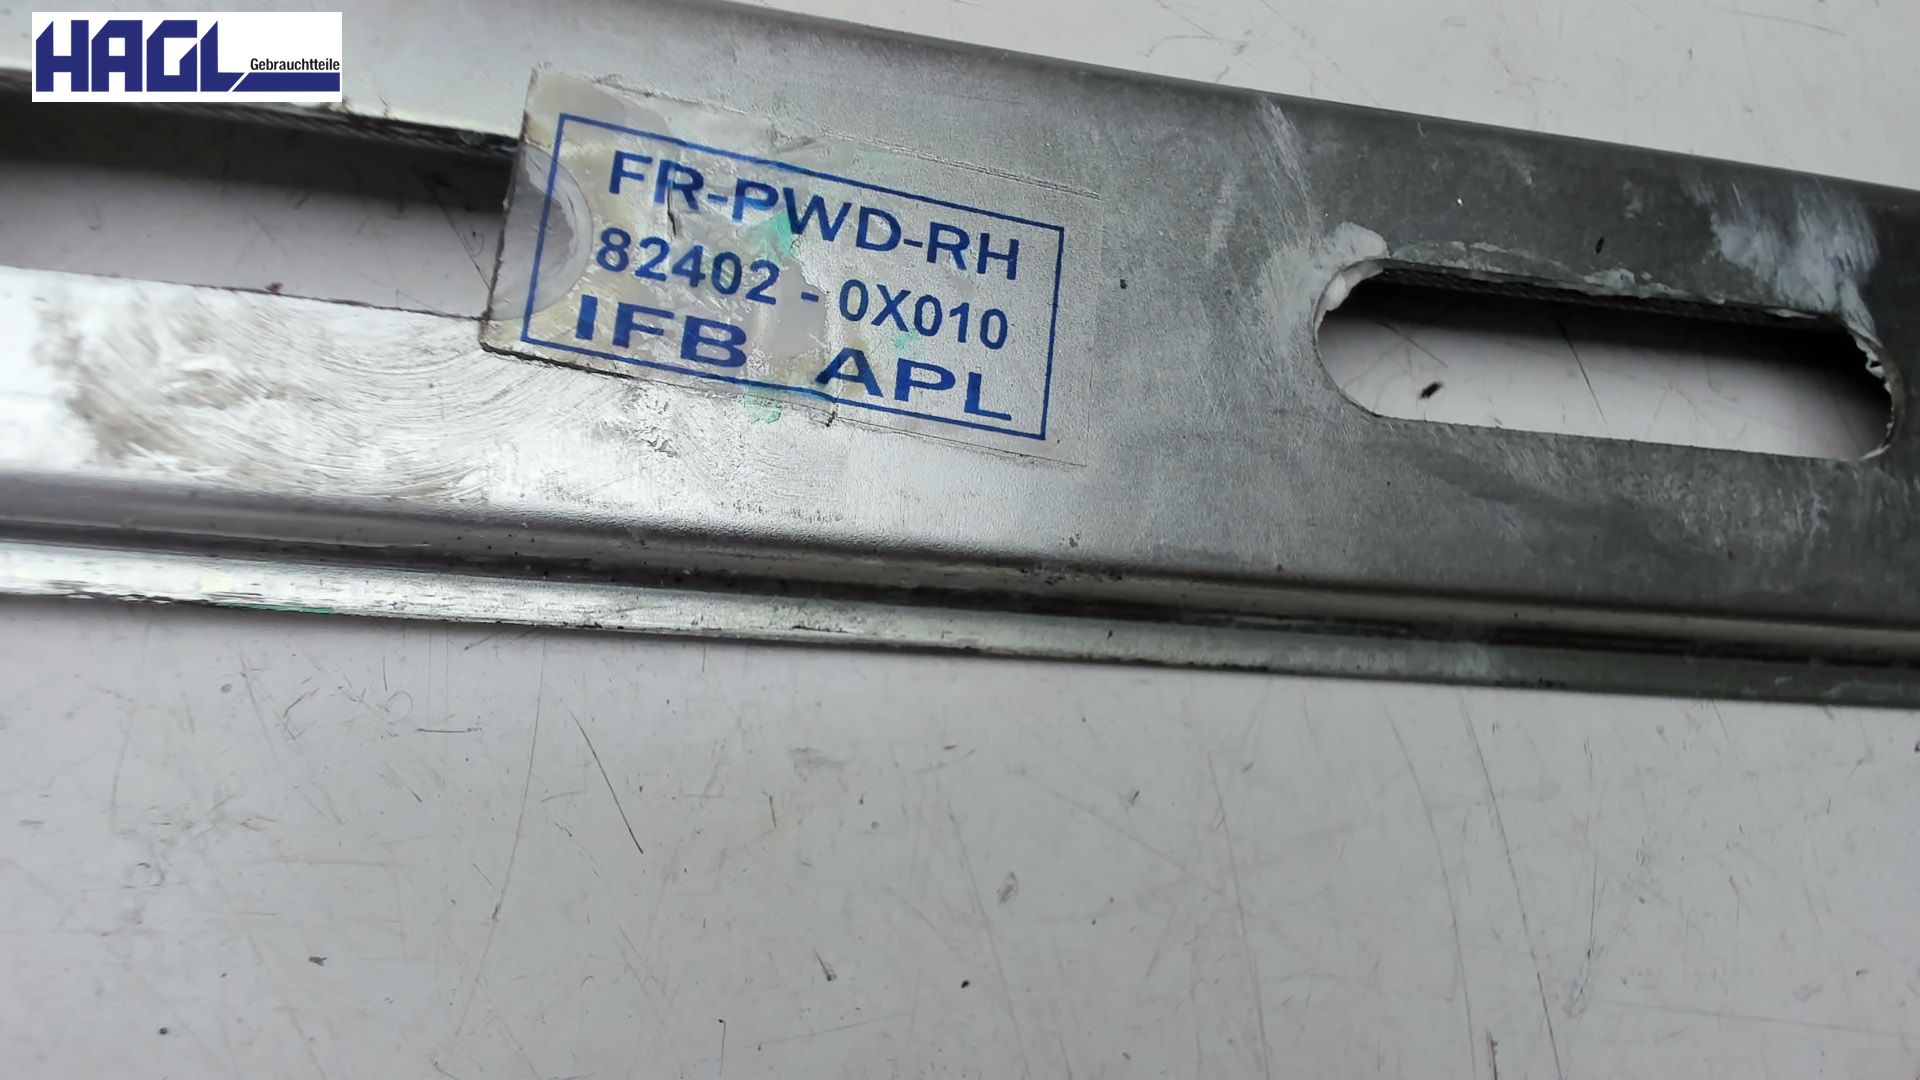 HAGL
Gebrauchtteile
FR-PWD-RH
82402 - 0X010
IFB APL